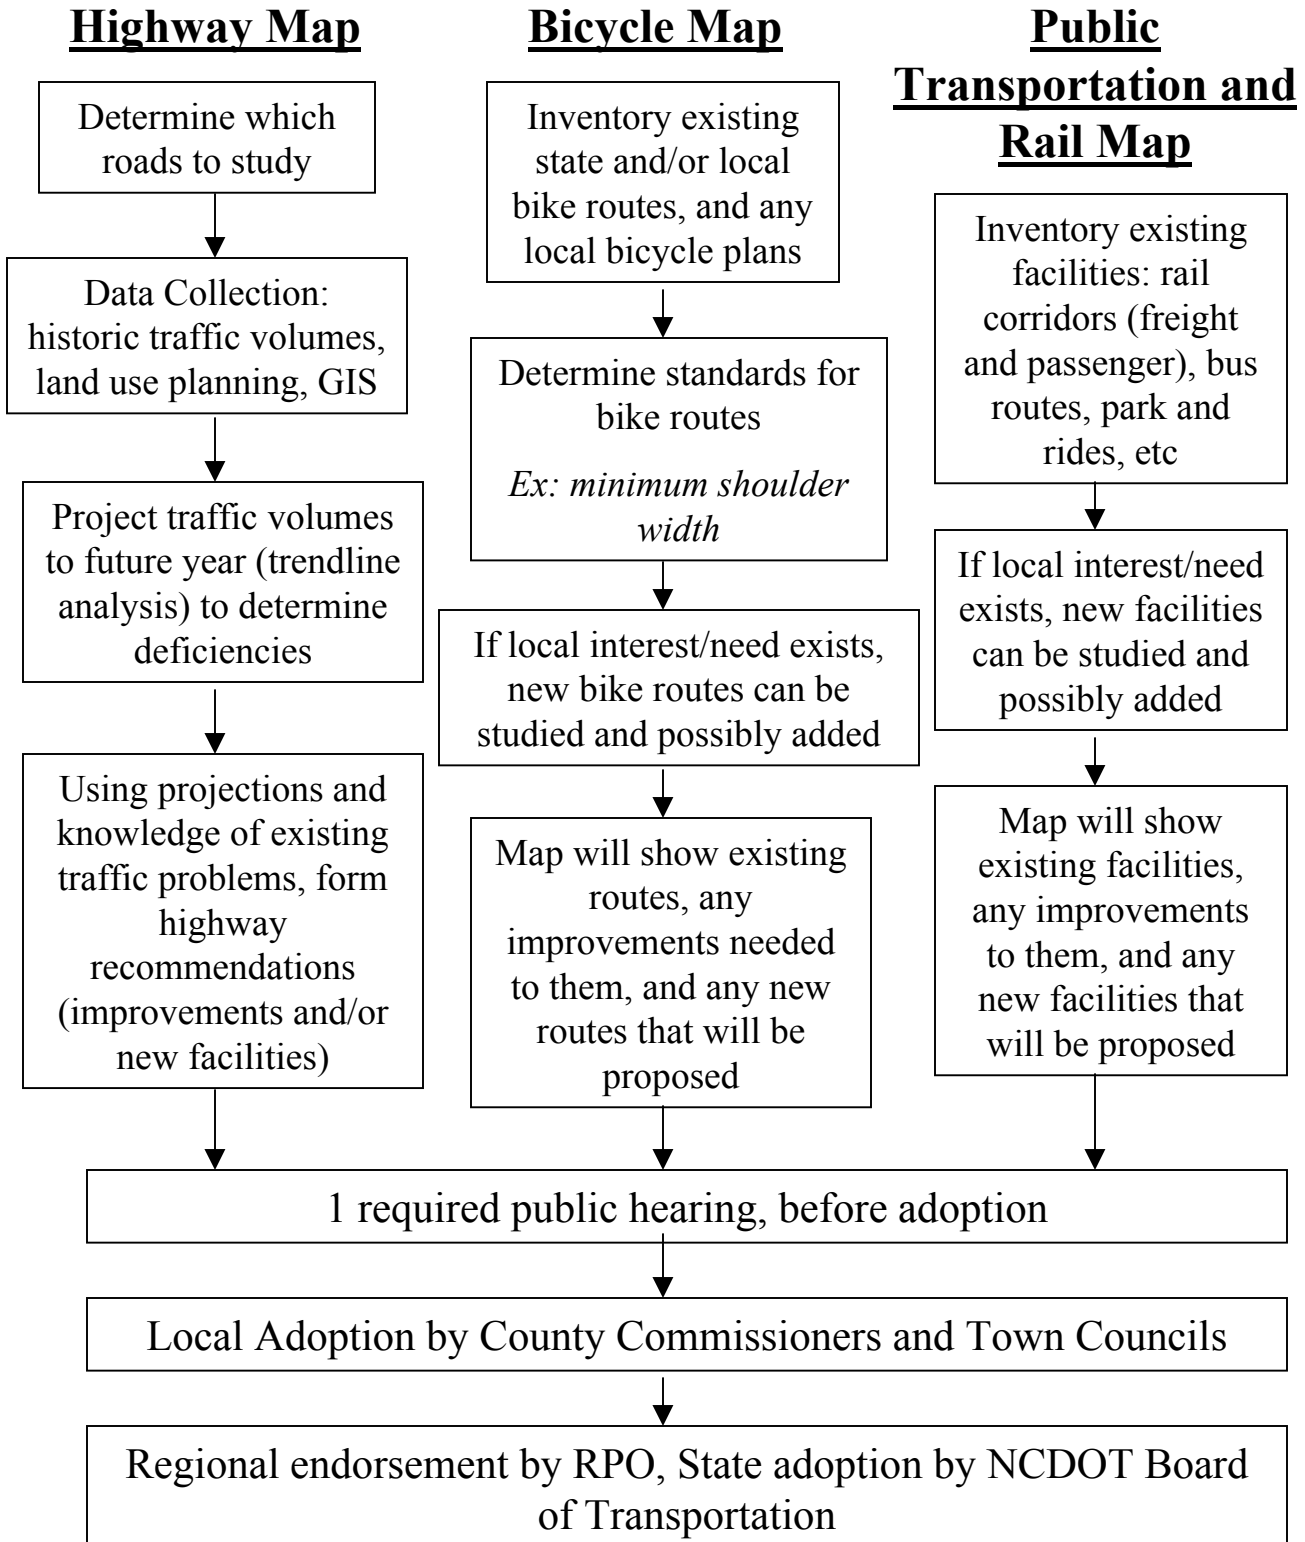 Highway Map
Determine which
roads to study
Data Collection:
historic traffic volumes,
land use planning, GIS
Project traffic volumes
to future year (trendline
analysis) to determine
deficiencies
Using projections and
knowledge of existing
traffic problems, form
highway
recommendations
(improvements and/or
new facilities)
Bicycle Map
Inventory existing
state and/or local
bike routes, and any
local bicycle plans
Determine standards for
bike routes
Ex: minimum shoulder
width
If local interest/need exists,
new bike routes can be
studied and possibly added
Map will show existing
routes, any
improvements needed
to them, and any new
routes that will be
proposed
Public
Transportation and
Rail Map
Inventory existing
facilities: rail
corridors (freight
and passenger), bus
routes, park and
rides, etc
If local interest/need
exists, new facilities
can be studied and
possibly added
Map will show
existing facilities,
any improvements
to them, and any
new facilities that
will be proposed
1 required public hearing, before adoption
Local Adoption by County Commissioners and Town Councils
Regional endorsement by RPO, State adoption by NCDOT Board
of Transportation